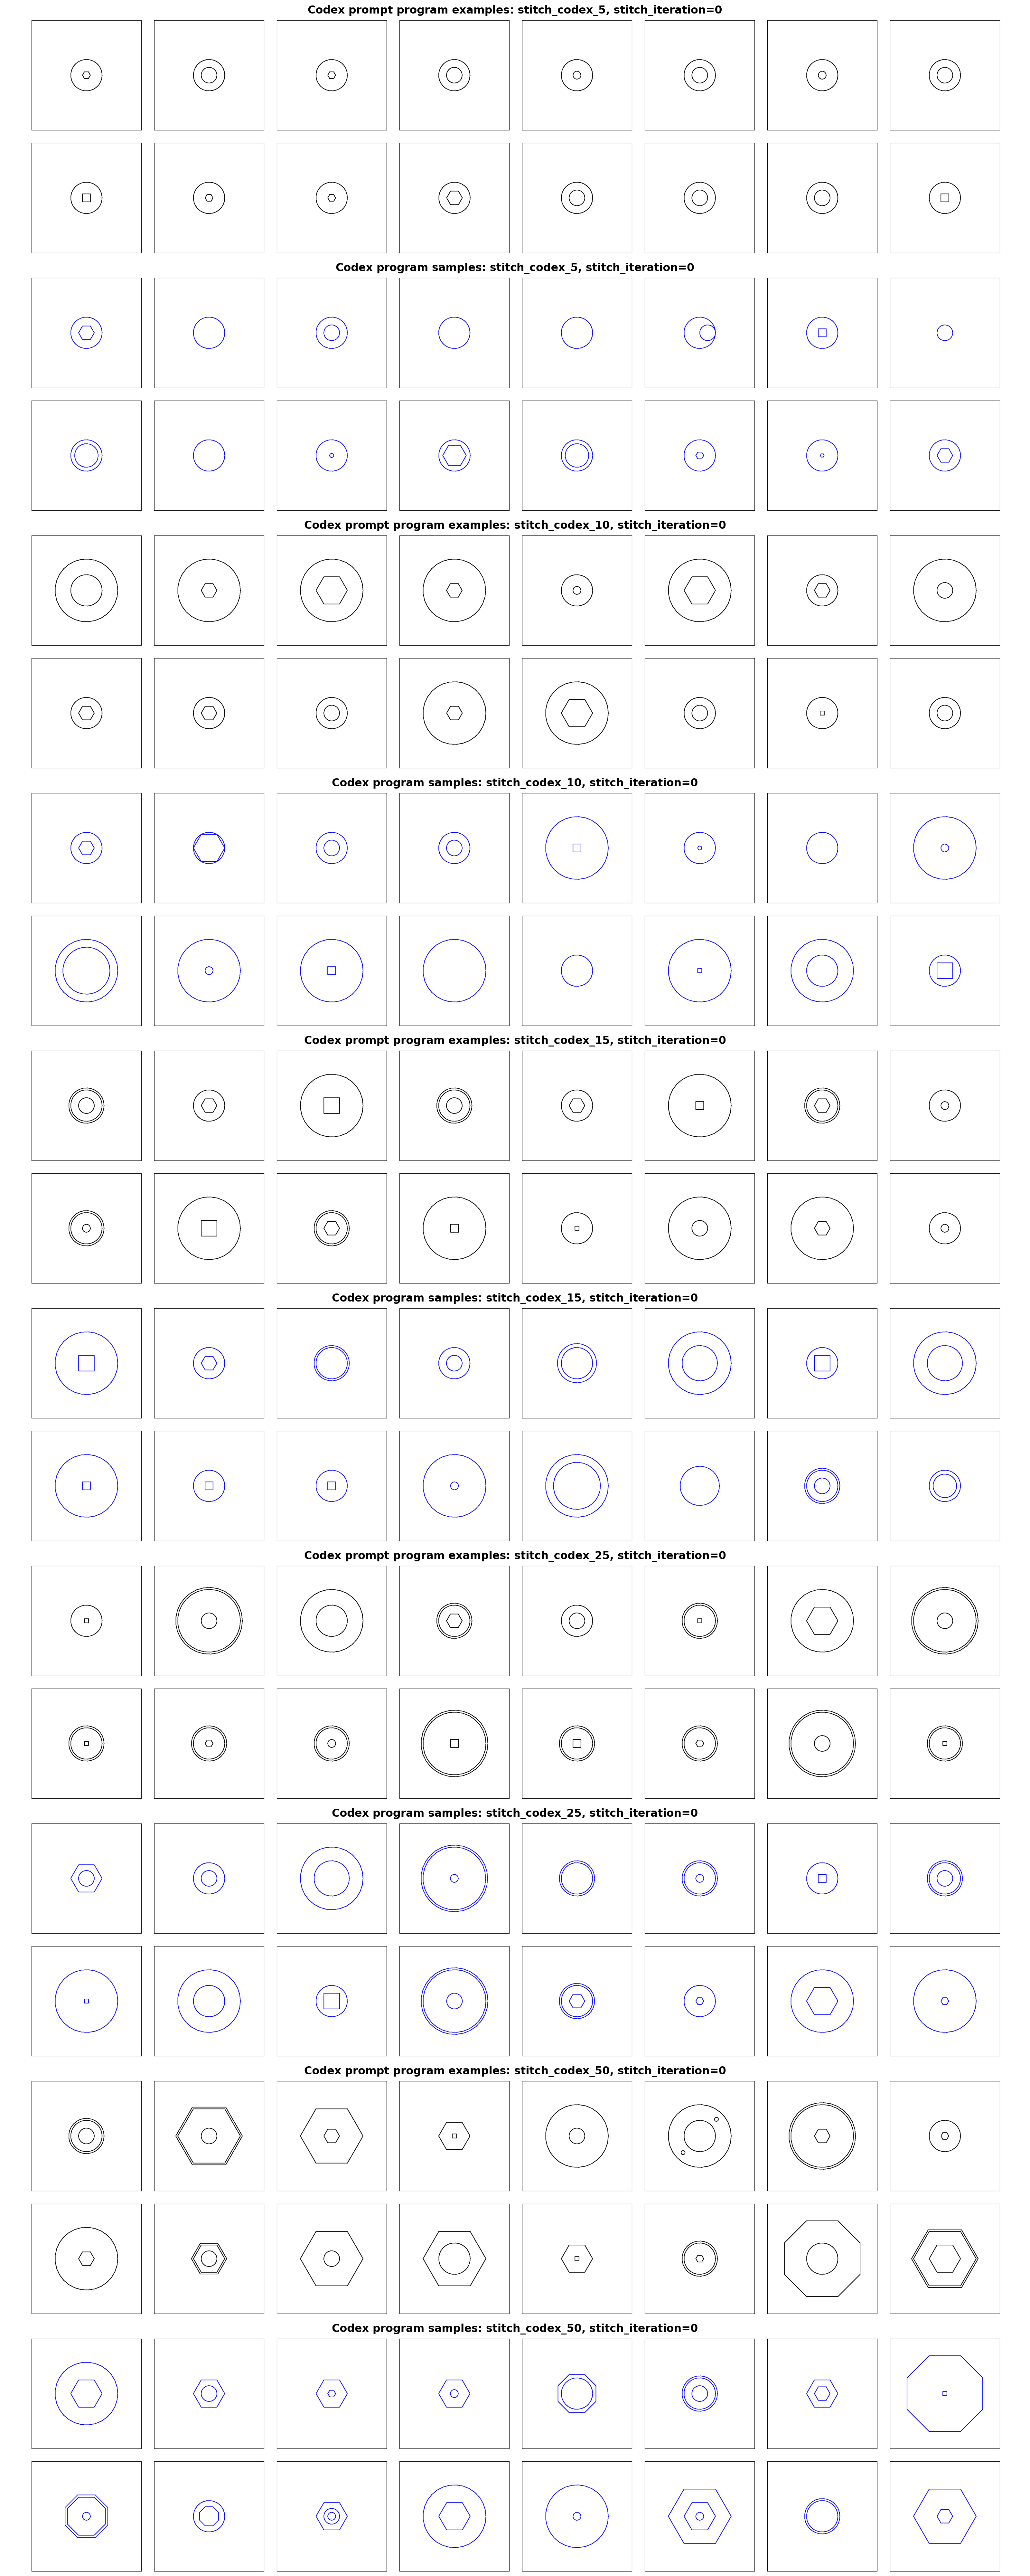 Codex prompt program examples: stitch_codex_5, stitch_iteration=0
Codex program samples: stitch_codex_5, stitch_iteration=0
Codex prompt program examples: stitch_codex_10, stitch_iteration=0
Codex program samples: stitch_codex_10, stitch_iteration=0
Codex prompt program examples: stitch_codex_15, stitch_iteration=0
Codex program samples: stitch_codex_15, stitch_iteration=0
Codex prompt program examples: stitch_codex_25, stitch_iteration=0
Codex program samples: stitch_codex_25, stitch_iteration=0
Codex prompt program examples: stitch_codex_50, stitch_iteration=0
Codex program samples: stitch_codex_50, stitch_iteration=0